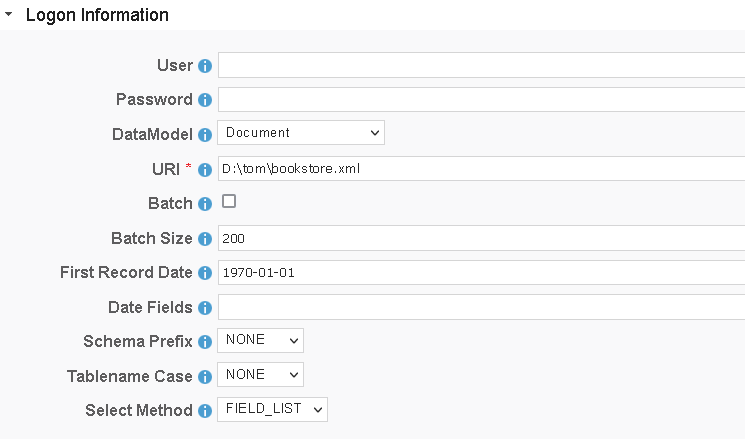 Logon Information
User
Password
DataModel Document
URI * D:\tom\bookstore.xml
Batch
Batch Size 200
First Record Date 1970-01-01
Date Fields
Schema Prefix NONE
Tablename Case NONE
Select Method FIELD_LIST